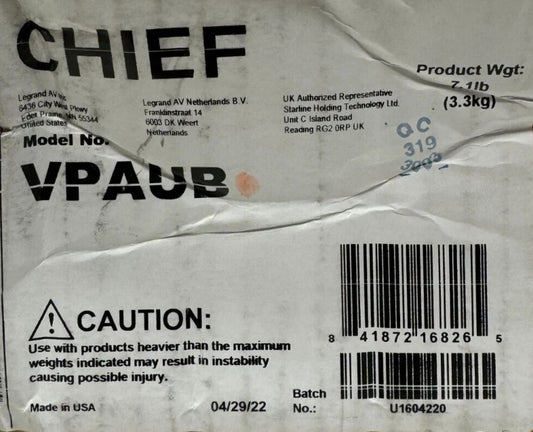 CHIEF
Product Wgt:
7.1lb
(3.3kg)
Legrand AV Inc.
6436 City West Pkwy
Eden Prairie, MN 55344
United States
Legrand AV Netherlands B.V.
Franklinstraat 14
6003 DK Weert
Netherlands
UK Authorized Representative
Starline Holding Technology Ltd.
Unit C Island Road
Reading RG2 0RP UK
QC
319
Model No.
VPAUB
CAUTION:
Use with products heavier than the maximum
weights indicated may result in instability
causing possible injury.
8 41872 16826 5
Made in USA
04/29/22
Batch
No.:
U1604220